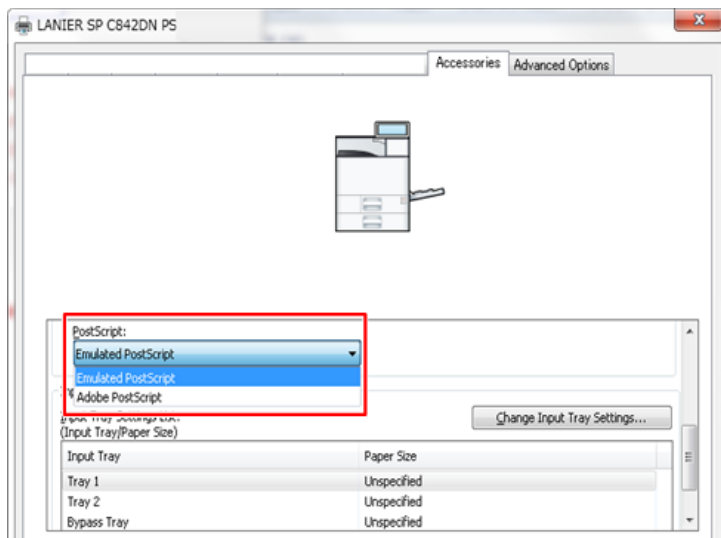 LANIER SP C842DN PS
Accessories Advanced Options
PostScript:
Emulated PostScript
Emulated PostScript
Adobe PostScript
Change Input Tray Settings...
(Input Tray/Paper Size)
Input Tray Paper Size
Tray 1 Unspecified
Tray 2 Unspecified
Bypass Tray Unspecified